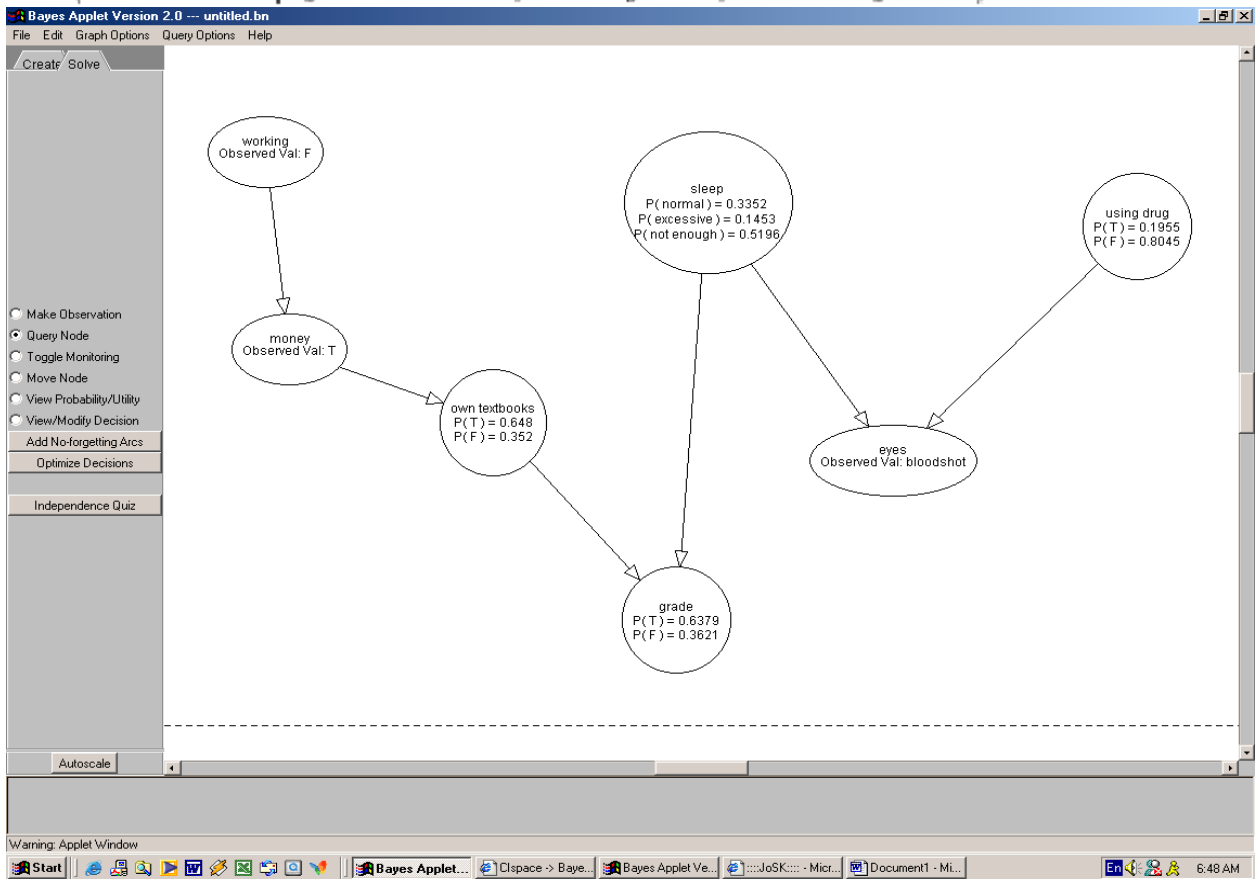 Bayes Applet Version 2.0 --- untitled.bn
File Edit Graph Options Query Options Help
Create Solve
working
Observed Val: F
sleep
P( normal ) = 0.3352
P( excessive ) = 0.1453
P( not enough ) = 0.5196
using drug
P( T ) = 0.1955
P( F ) = 0.8045
Make Observation
Query Node
Toggle Monitoring
Move Node
View Probability/Utility
View/Modify Decision
Add No-forgetting Arcs
Optimize Decisions
Independence Quiz
money
Observed Val: T
own textbooks
P( T ) = 0.648
P( F ) = 0.352
eyes
Observed Val: bloodshot
grade
P( T ) = 0.6379
P( F ) = 0.3621
Autoscale
Warning: Applet Window
Start Bayes Applet... CIspace -> Baye... Bayes Applet Ve... ::::JoSK:::: - Micr... Document1 - Mi... En 6:48 AM